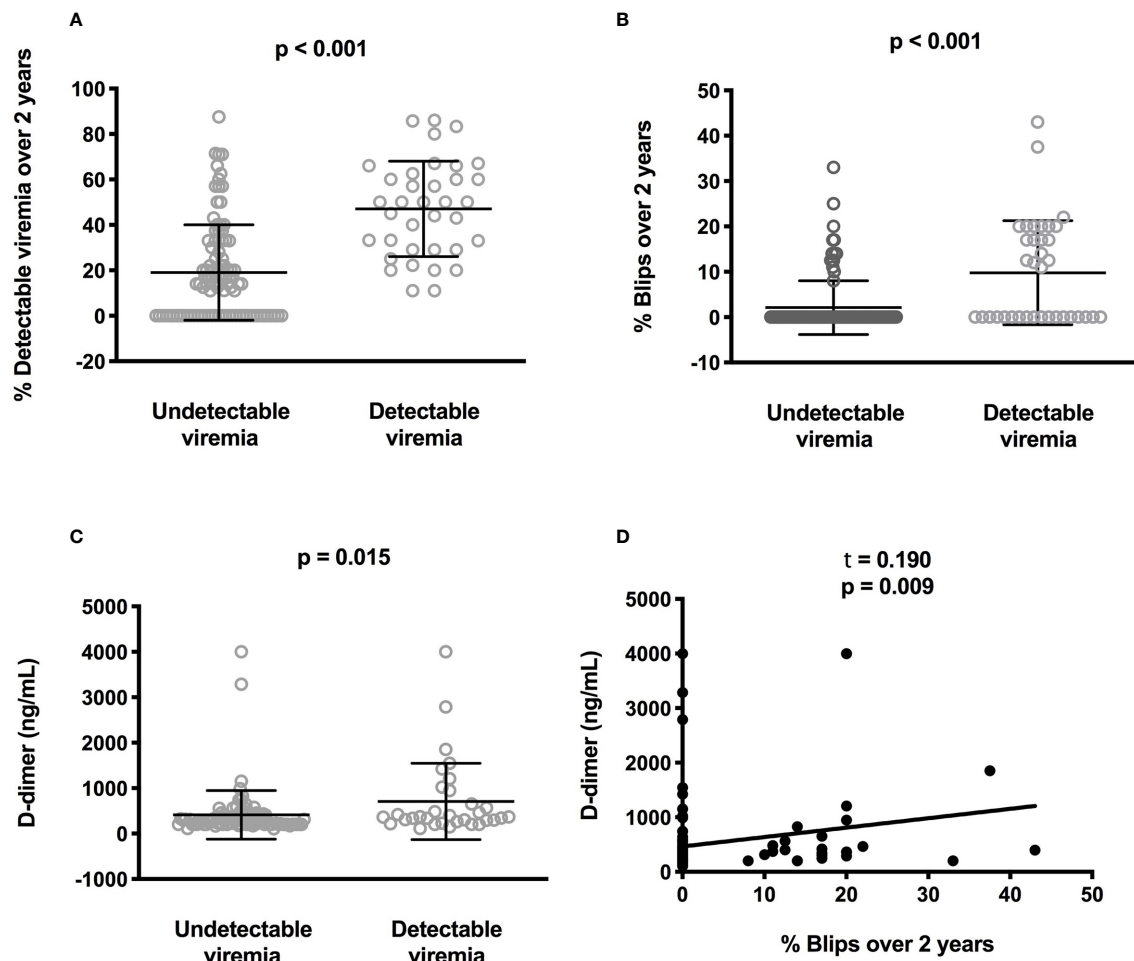 A
p < 0.001
% Detectable viremia over 2 years
100
80
60
40
20
0
-20
Undetectable
viremia
Detectable
viremia
B
p < 0.001
% Blips over 2 years
50
40
30
20
10
0
-10
Undetectable
viremia
Detectable
viremia
C
p = 0.015
D-dimer (ng/mL)
5000
4000
3000
2000
1000
0
-1000
Undetectable
viremia
Detectable
viremia
D
t = 0.190
p = 0.009
D-dimer (ng/mL)
5000
4000
3000
2000
1000
0
0 10 20 30 40 50
% Blips over 2 years